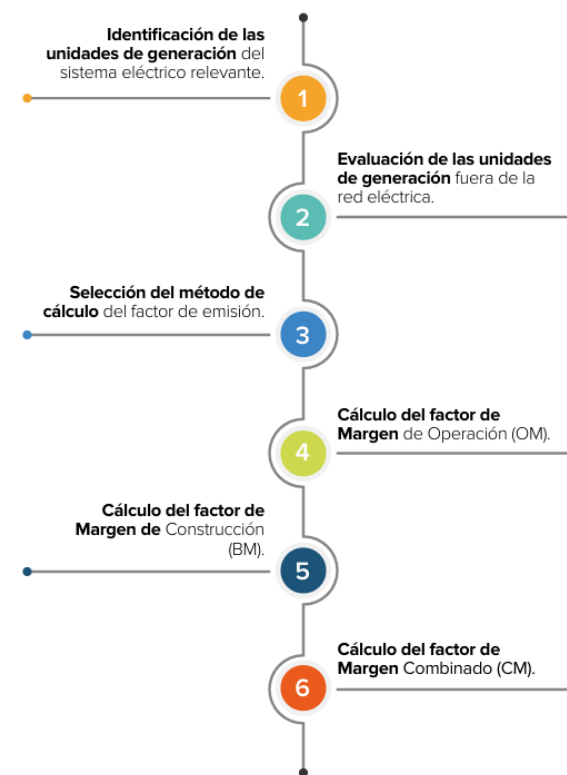 Identificación de las
unidades de generación del
sistema eléctrico relevante.
1
Evaluación de las unidades
de generación fuera de la
red eléctrica.
2
Selección del método de
cálculo del factor de emisión.
3
Cálculo del factor de
Margen de Operación (OM).
4
Cálculo del factor de
Margen de Construcción
(BM).
5
Cálculo del factor de
Margen Combinado (CM).
6